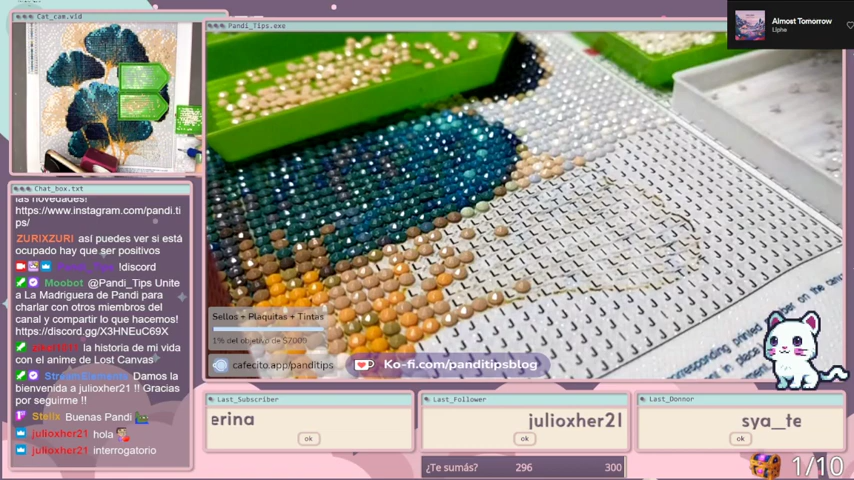 Cat_cam.vid
Pandi_Tips.exe
Almost Tomorrow
Chat_box.txt
las novedades!
https://www.instagram.com/pandi.ti
ps/
ZURIXZURI así puedes ver si está
ocupado hay que ser positivos
Pandi_Tips !discord
Moobot @Pandi_Tips Unite
a La Madriguera de Pandi para
charlar con otros miembros del
canal y compartir lo que hacemos!
https://discord.gg/X3HNEuC69X
la historia de mi vida
con el anime de Lost Canvas
StreamElements Damos la
bienvenida a julioxher21 !! Gracias
por seguirme !!
Stelix Buenas Pandi
julioxher21 hola
julioxher21 interrogatorio
Sellos + Plaquitas + Tintas
1% del objetivo de $7000
cafecito.app/panditips
Ko-fi.com/panditipsblog
Last_Subscriber
erina
ok
Last_Follower
julioxher21
ok
Last_Donnor
sya_te
ok
¿Te sumás? 296 300
1/10